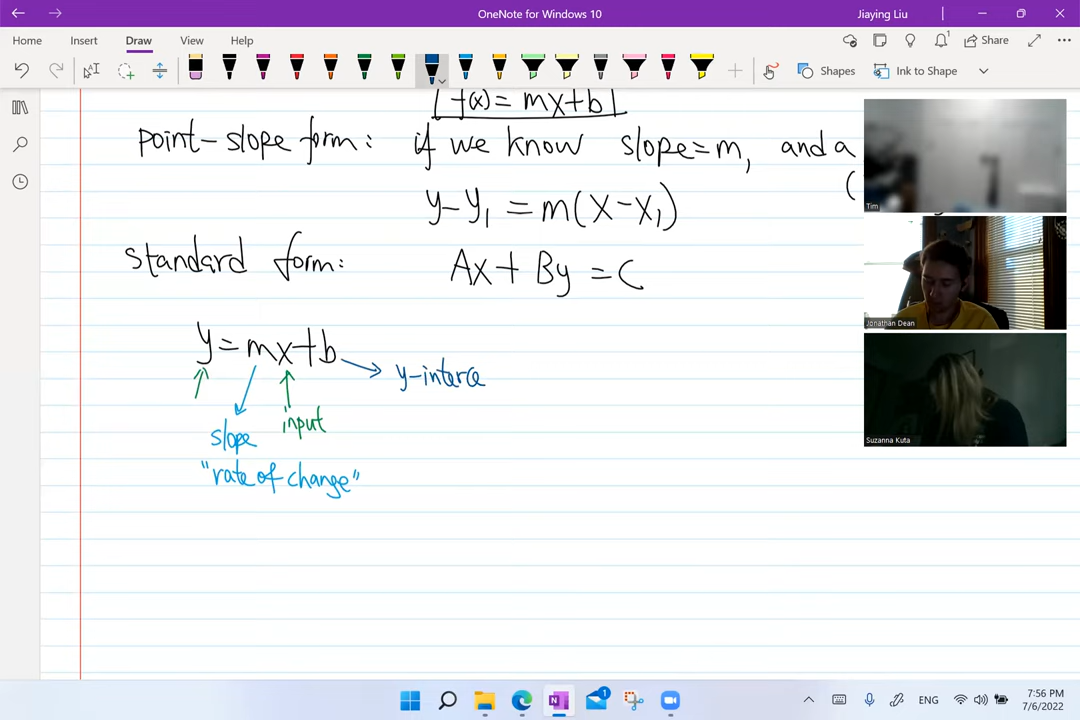 OneNote for Windows 10
Jiaying Liu
Home Insert Draw View Help
Share
Shapes
Ink to Shape
f(x) = mx+b
point-slope form: if we know slope=m, and a
(
y-y₁ = m(x-x₁)
Standard form: Ax + By = C
y = mx+b
y-interce
input
slope
"rate of change"
Tim
Jonathan Dean
Suzanna Kuta
1
ENG
7:56 PM
7/6/2022